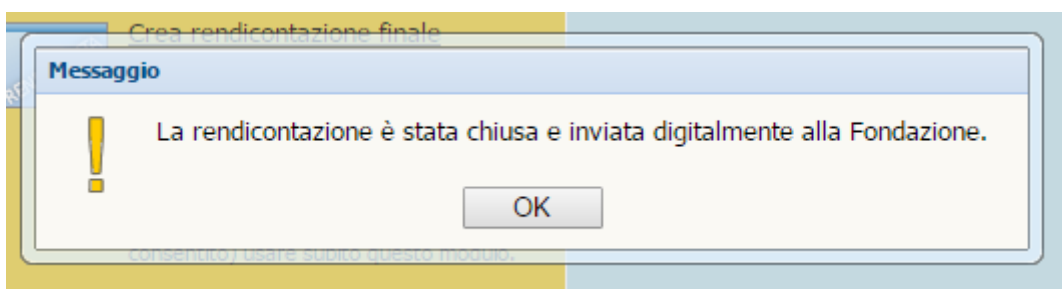 Crea rendicontazione finale
Messaggio
La rendicontazione è stata chiusa e inviata digitalmente alla Fondazione.
OK
consentito) usare subito questo modulo.